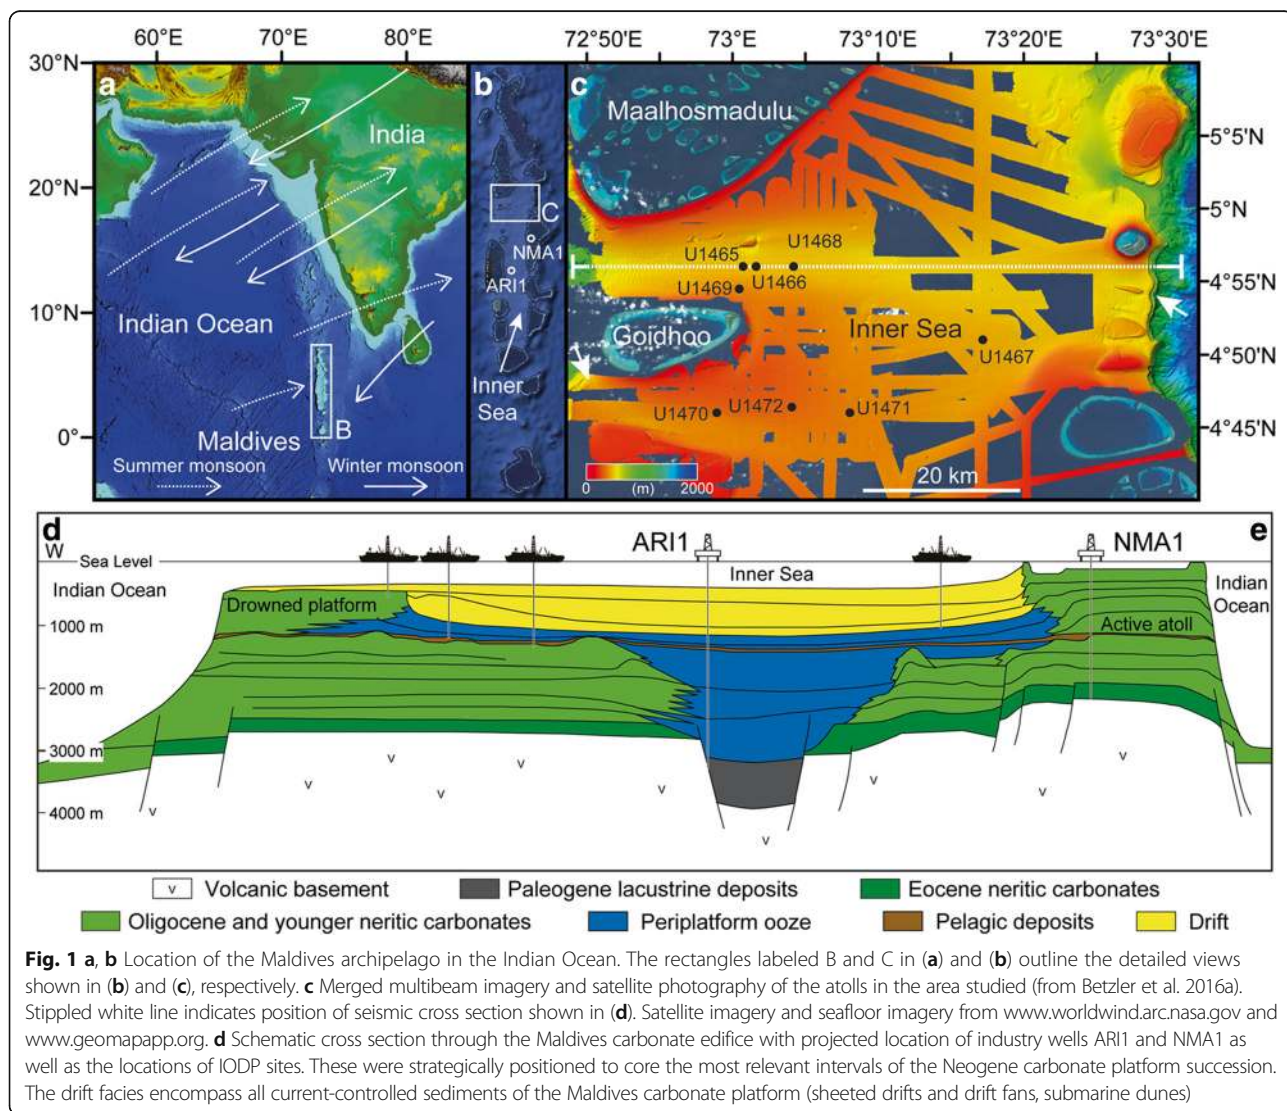 60°E 70°E 80°E 72°50'E 73°E 73°10'E 73°20'E 73°30'E
30°N
20°N
10°N
0°
a
India
Indian Ocean
Maldives
B
Summer monsoon
Winter monsoon
b
C
NMA1
ARI1
Inner
Sea
c
Maalhosmadulu
5°5'N
5°N
4°55'N
4°50'N
4°45'N
U1468
U1465
U1466
U1469
Goidhoo
Inner Sea
U1467
U1470
U1472
U1471
0 (m) 2000
20 km
d
e
W
ARI1
NMA1
Sea Level
Inner Sea
Indian Ocean
Indian
Ocean
Drowned platform
Active atoll
1000 m
2000 m
3000 m
4000 m
v v v v v v v v v v
v Volcanic basement Paleogene lacustrine deposits Eocene neritic carbonates
Oligocene and younger neritic carbonates Periplatform ooze Pelagic deposits Drift
Fig. 1 a, b Location of the Maldives archipelago in the Indian Ocean. The rectangles labeled B and C in (a) and (b) outline the detailed views
shown in (b) and (c), respectively. c Merged multibeam imagery and satellite photography of the atolls in the area studied (from Betzler et al. 2016a).
Stippled white line indicates position of seismic cross section shown in (d). Satellite imagery and seafloor imagery from www.worldwind.arc.nasa.gov and
www.geomapapp.org. d Schematic cross section through the Maldives carbonate edifice with projected location of industry wells ARI1 and NMA1 as
well as the locations of IODP sites. These were strategically positioned to core the most relevant intervals of the Neogene carbonate platform succession.
The drift facies encompass all current-controlled sediments of the Maldives carbonate platform (sheeted drifts and drift fans, submarine dunes)